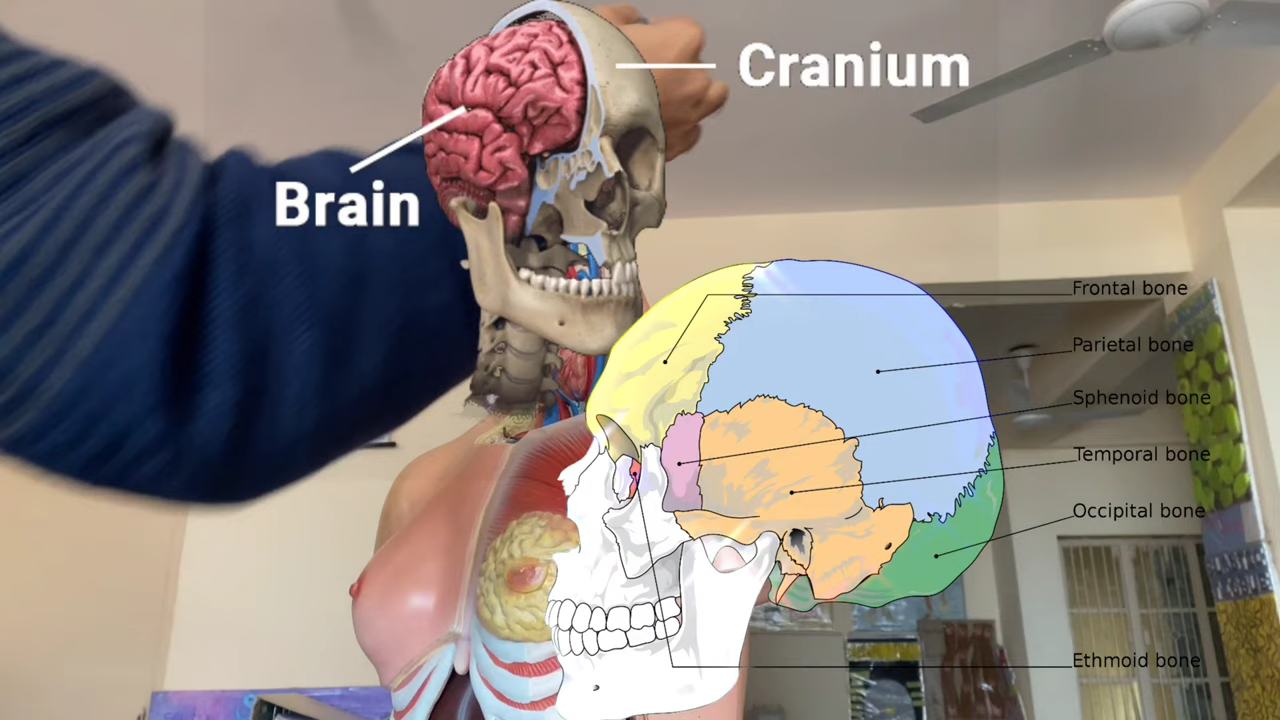 Cranium
Brain
Frontal bone
Parietal bone
Sphenoid bone
Temporal bone
Occipital bone
Ethmoid bone